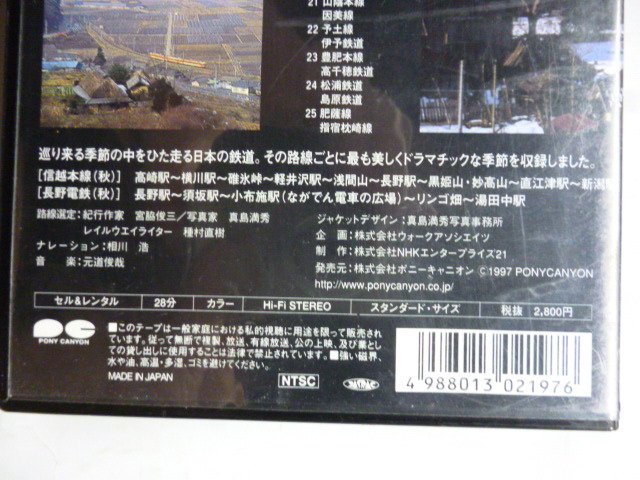 21 山陰本線
因美線
22 予土線
伊予鉄道
23 豊肥本線
高千穂鉄道
24 松浦鉄道
島原鉄道
25 肥薩線
指宿枕崎線
巡り来る季節の中をひた走る日本の鉄道。その路線ごとに最も美しくドラマチックな季節を収録しました。
[信越本線(秋)] 高崎駅〜横川駅〜碓氷峠〜軽井沢駅〜浅間山〜長野駅〜黒姫山・妙高山〜直江津駅〜新潟駅
[長野電鉄(秋)] 長野駅〜須坂駅〜小布施駅(ながでん電車の広場)〜リンゴ畑〜湯田中駅
路線選定:紀行作家 宮脇俊三/写真家 真島満秀
レイルウエイライター 種村直樹
ナレーション:相川 浩
音 楽:元道俊哉
ジャケットデザイン:真島満秀写真事務所
企 画:株式会社ウォークアソシエイツ
制 作:株式会社NHKエンタープライズ21
発売元:株式会社ポニーキャニオン ©1997 PONYCANYON
http://www.ponycanyon.co.jp/
セル&レンタル 28分 カラー Hi-Fi STEREO スタンダード・サイズ 税抜 2,800円
PONY CANYON
■このテープは一般家庭における私的視聴に用途を限って販売されています。従って無断で複製、放送、有線放送、公の上映、及び業としての貸し出しに使用することは法律で禁止されています。■強い磁界、
水や油、高温・多湿、ゴミを避けてください。
MADE IN JAPAN
NTSC
4 988013 021976